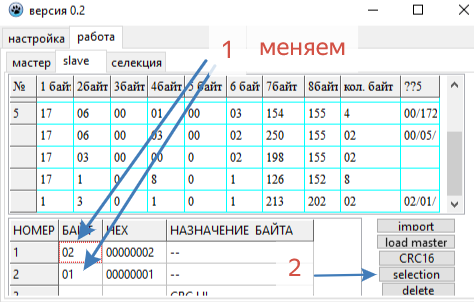 версия 0.2
настройка работа
1 меняем
мастер slave селекция
№ 1 байт 2байт 3байт 4байт 5 байт 6 байт 7байт 8байт кол. байт ??5
5 17 06 00 01 00 03 154 155 4 00/172
17 06 00 03 00 02 250 155 02 00/05/
17 03 00 00 0 02 198 155 02
17 1 0 8 0 1 126 152 8
1 3 0 1 0 1 213 202 02 02/01/
НОМЕР БАЙТ HEX НАЗНАЧЕНИЕ БАЙТА
import
1 02 00000002 --
load master
CRC16
2 01 00000001 --
2 selection
delete